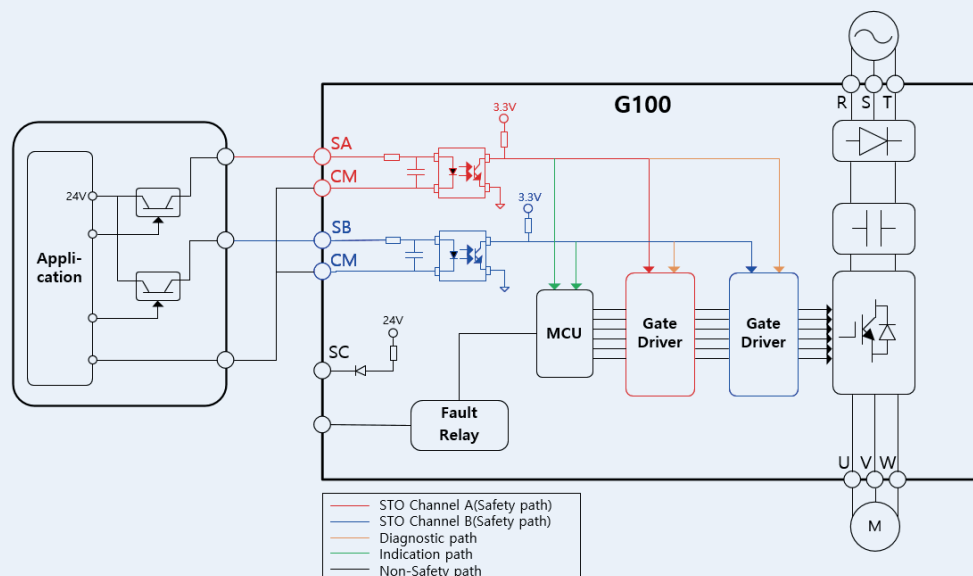 G100
R S T
3.3V
SA
CM
24V
3.3V
SB
CM
Appli-
cation
24V
SC
MCU
Gate
Driver
Gate
Driver
Fault
Relay
U V W
M
STO Channel A(Safety path)
STO Channel B(Safety path)
Diagnostic path
Indication path
Non-Safety path